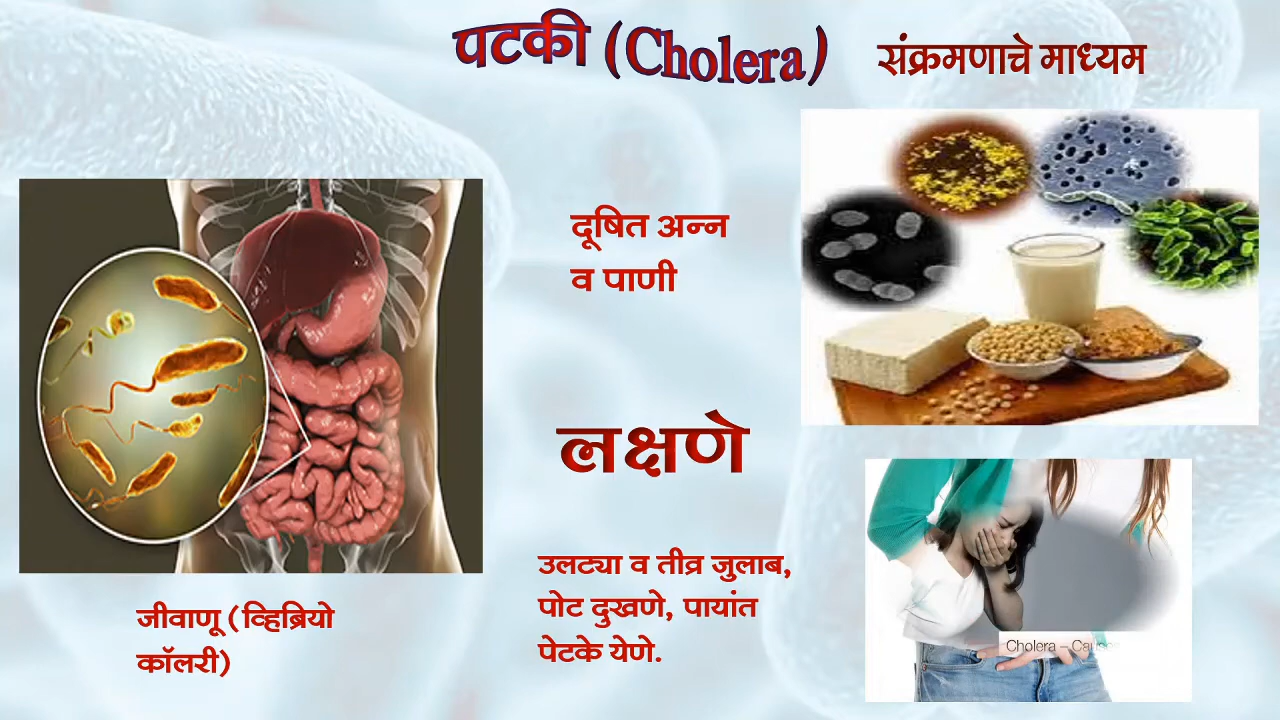 पटकी (Cholera)
संक्रमणाचे माध्यम
दूषित अन्न
व पाणी
लक्षणे
उलट्या व तीव्र जुलाब,
पोट दुखणे, पायांत
पेटके येणे.
जीवाणू (व्हिब्रियो
कॉलरी)
Cholera –